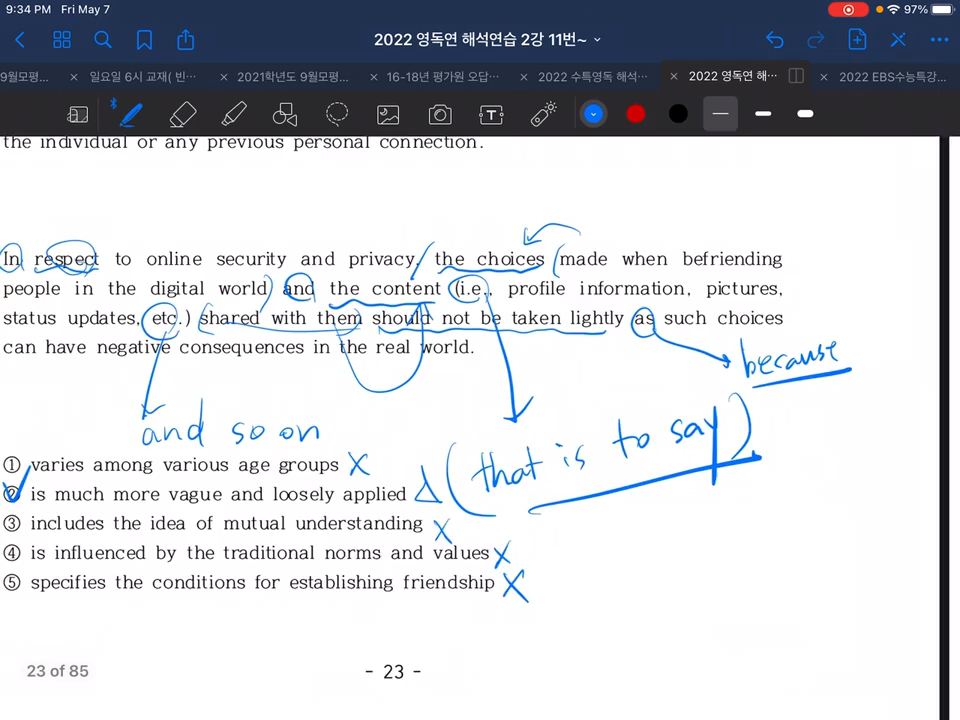 9:34 PM Fri May 7
97%
2022 영독연 해석연습 2강 11번~
9월모평...
일요일 6시 교재( 빈...
2021학년도 9월모평...
16-18년 평가원 오답...
2022 수특영독 해석...
2022 영독연 해...
2022 EBS수능특강...
the individual or any previous personal connection.
In respect to online security and privacy, the choices made when befriending
people in the digital world and the content (i.e., profile information, pictures,
status updates, etc.) shared with them should not be taken lightly as such choices
can have negative consequences in the real world.
because
and so on
(that is to say)
① varies among various age groups X
② is much more vague and loosely applied △
③ includes the idea of mutual understanding X
④ is influenced by the traditional norms and values X
⑤ specifies the conditions for establishing friendship X
23 of 85
- 23 -